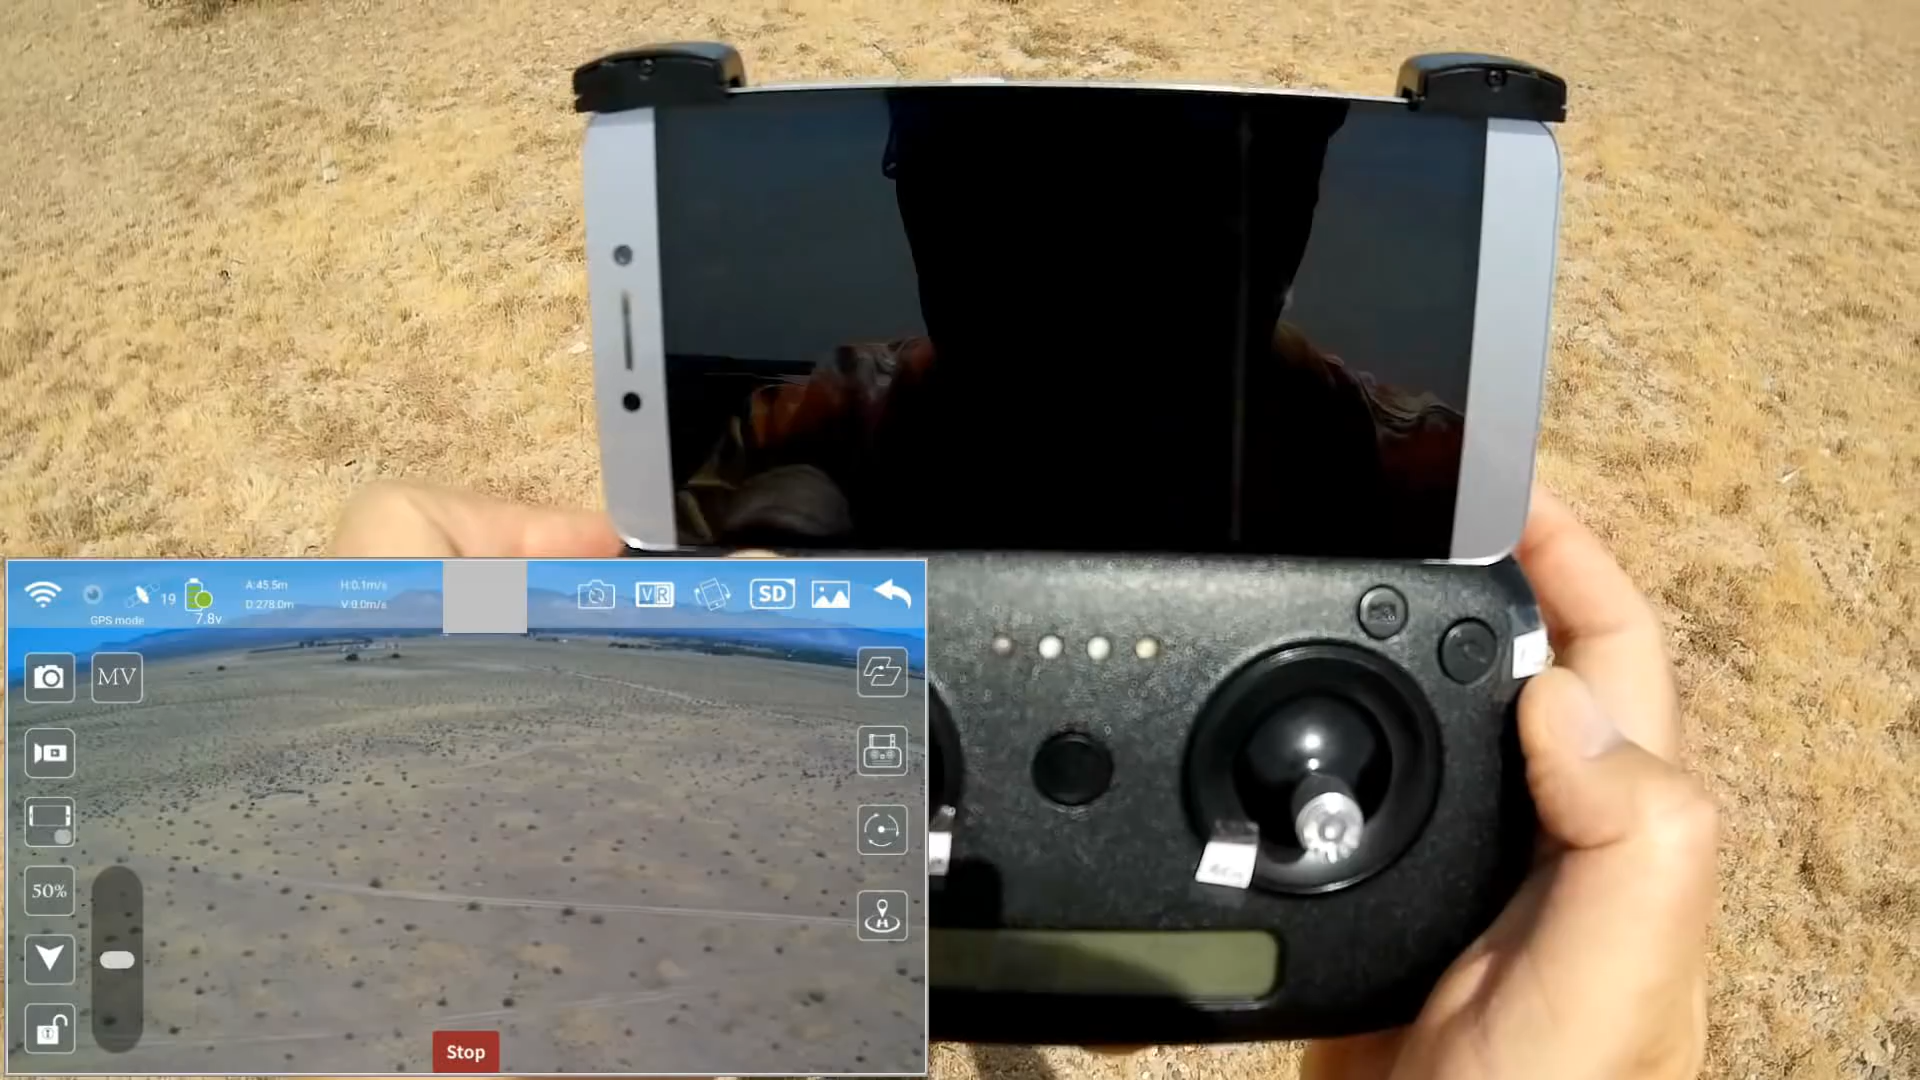 19
GPS mode
7.8v
A:45.5m
D:278.0m
H:0.1m/s
V:0.0m/s
VR
SD
MV
50%
H
Stop